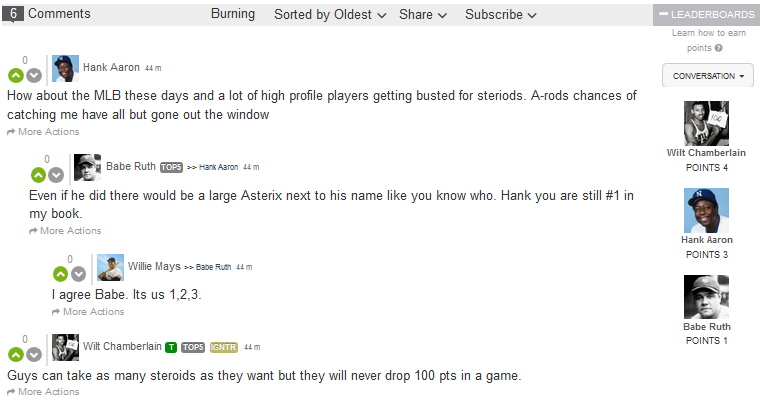 6 Comments Burning Sorted by Oldest Share Subscribe LEADERBOARDS
Learn how to earn
points ?
CONVERSATION
0
Hank Aaron 44 m
How about the MLB these days and a lot of high profile players getting busted for steriods. A-rods chances of
catching me have all but gone out the window
More Actions
0
Babe Ruth TOP5 >> Hank Aaron 44 m
Even if he did there would be a large Asterix next to his name like you know who. Hank you are still #1 in
my book.
More Actions
0
Willie Mays >> Babe Ruth 44 m
I agree Babe. Its us 1,2,3.
More Actions
0
Wilt Chamberlain T TOP5 IGNTR 44 m
Guys can take as many steroids as they want but they will never drop 100 pts in a game.
More Actions
100
Wilt Chamberlain
POINTS 4
Hank Aaron
POINTS 3
Babe Ruth
POINTS 1